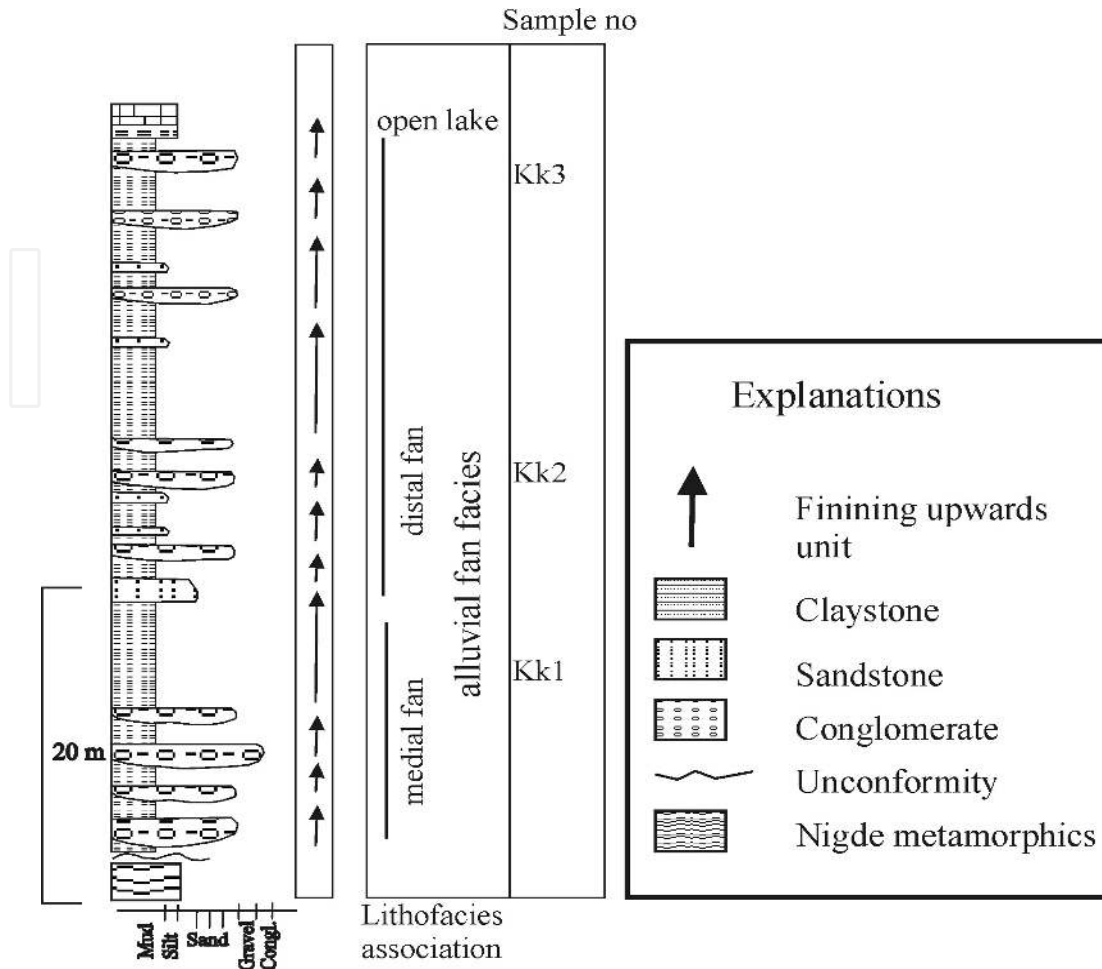 Sample no
open lake
Kk3
distal fan
Kk2
alluvial fan facies
Kk1
medial fan
20 m
Mud
Silt
Sand
Gravel
Congl.
Lithofacies
association
Explanations
Finining upwards
unit
Claystone
Sandstone
Conglomerate
Unconformity
Nigde metamorphics